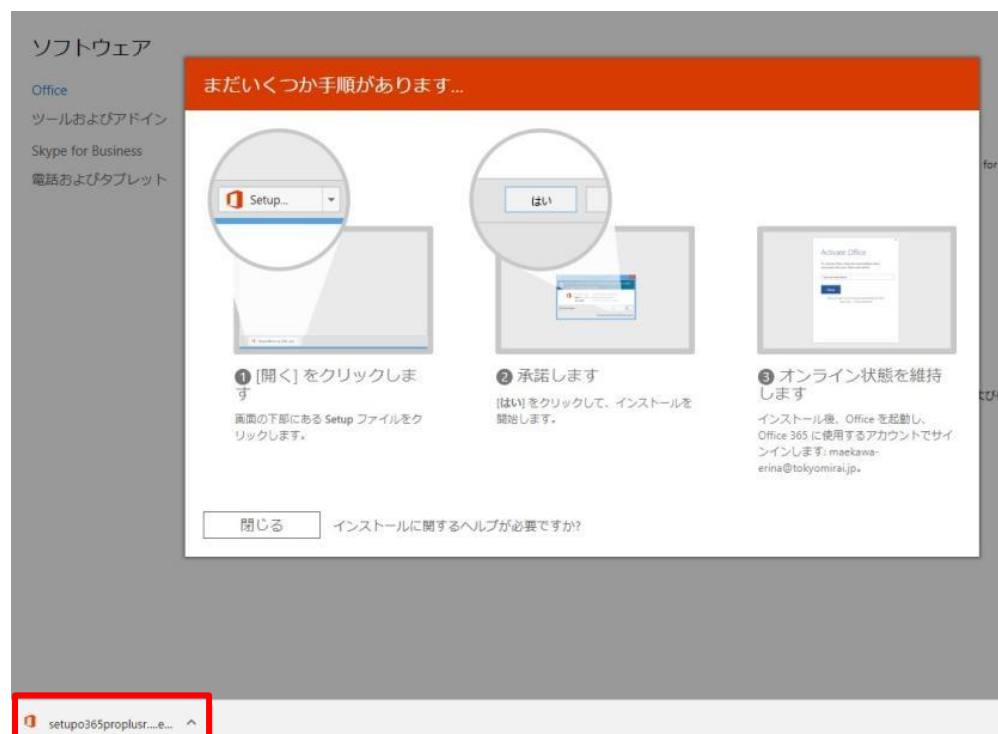 ソフトウェア
Office
ツールおよびアドイン
Skype for Business
電話およびタブレット
まだいくつか手順があります...
Setup...
はい
Activate Office
for
❶ [開く] をクリックしま
す
画面の下部にある Setup ファイルをク
リックします。
❷ 承諾します
[はい] をクリックして、インストールを
開始します。
❸ オンライン状態を維持
します
インストール後、Office を起動し、
Office 365 に使用するアカウントでサイ
ンインします: maekawa-
erina@tokyomirai.jp。
閉じる
インストールに関するヘルプが必要ですか?
setupo365proplusr....e...